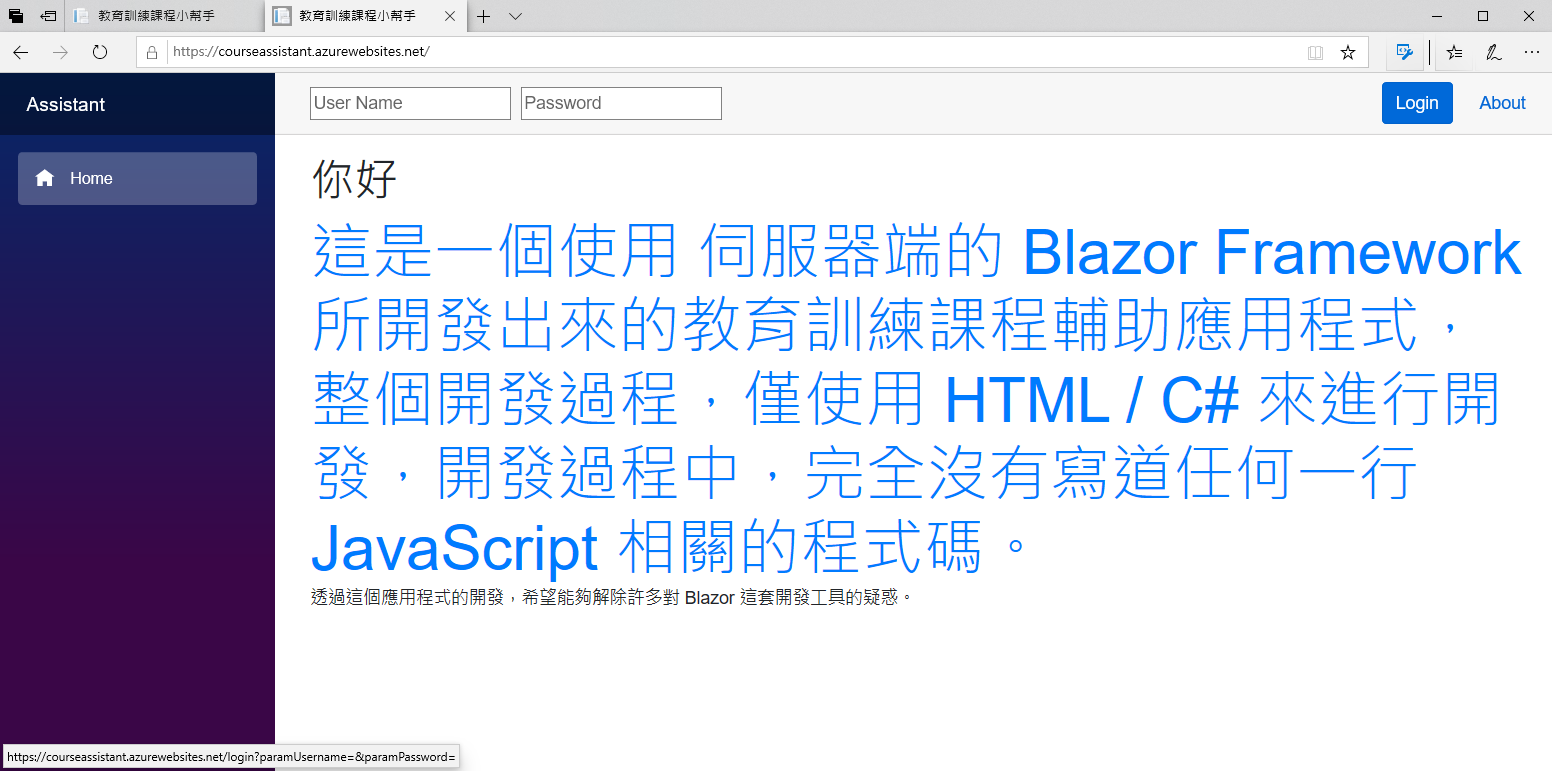 教育訓練課程小幫手
教育訓練課程小幫手
https://courseassistant.azurewebsites.net/
Assistant
User Name
Password
Login
About
Home
你好
這是一個使用 伺服器端的 Blazor Framework
所開發出來的教育訓練課程輔助應用程式，
整個開發過程，僅使用 HTML / C# 來進行開
發，開發過程中，完全沒有寫道任何一行
JavaScript 相關的程式碼。
透過這個應用程式的開發，希望能夠解除許多對 Blazor 這套開發工具的疑惑。
https://courseassistant.azurewebsites.net/login?paramUsername=&paramPassword=